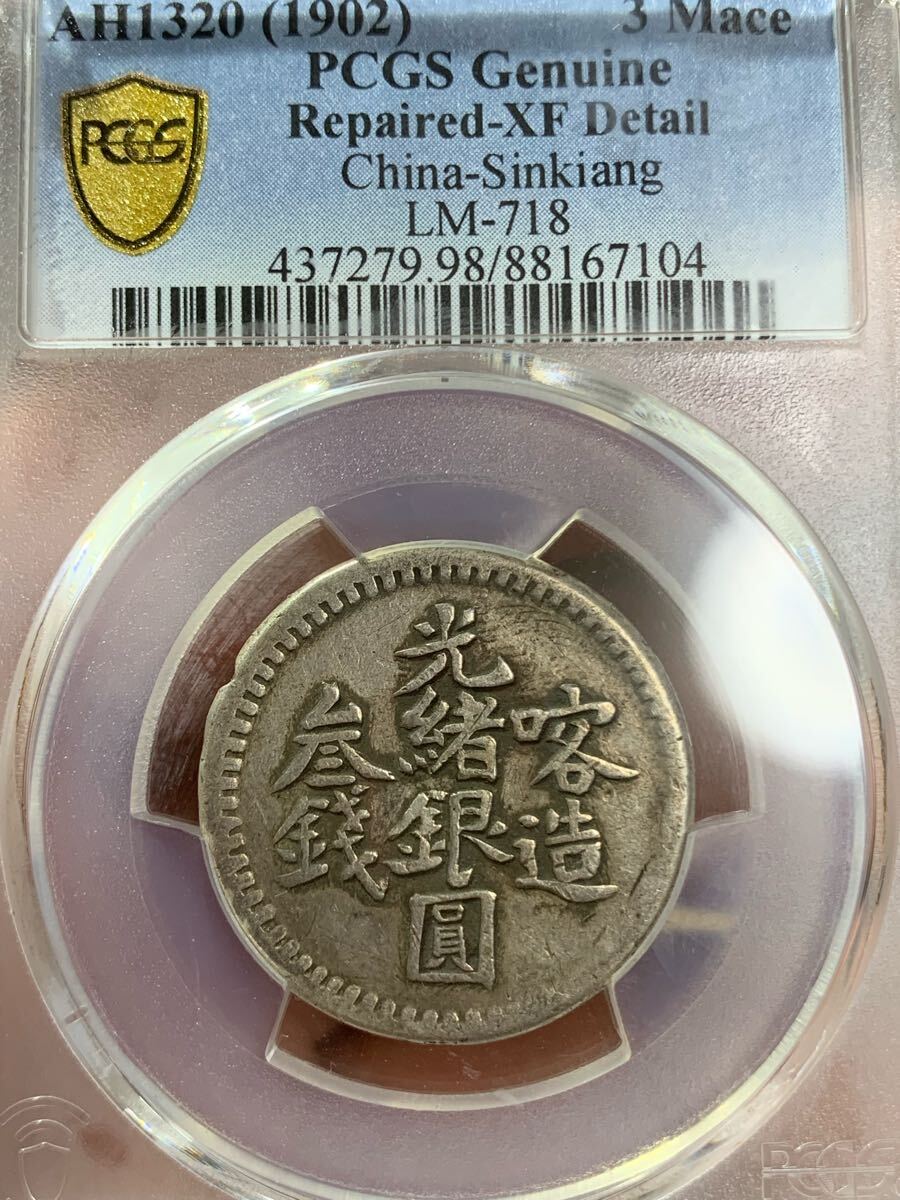 AH1320 (1902) 3 Mace
PCGS Genuine
Repaired-XF Detail
China-Sinkiang
LM-718
437279.98/88167104
PCGS
光緒銀圓
喀造
叁錢
PCGS